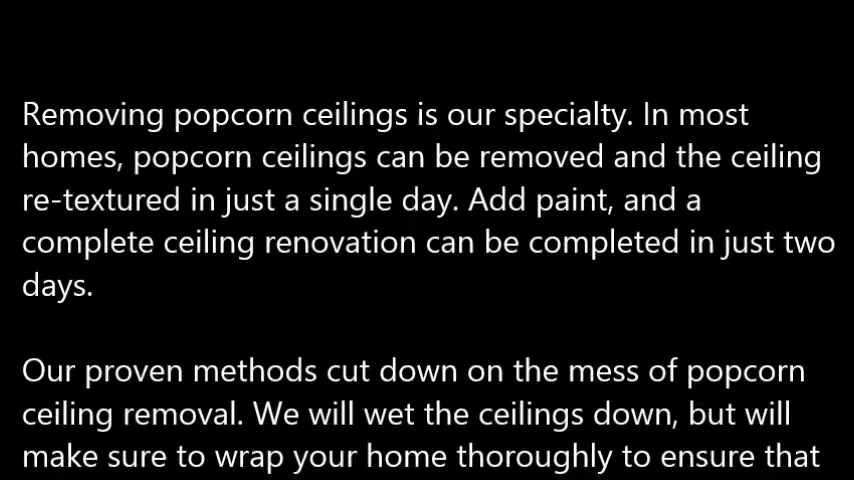 Removing popcorn ceilings is our specialty. In most
homes, popcorn ceilings can be removed and the ceiling
re-textured in just a single day. Add paint, and a
complete ceiling renovation can be completed in just two
days.
Our proven methods cut down on the mess of popcorn
ceiling removal. We will wet the ceilings down, but will
make sure to wrap your home thoroughly to ensure that